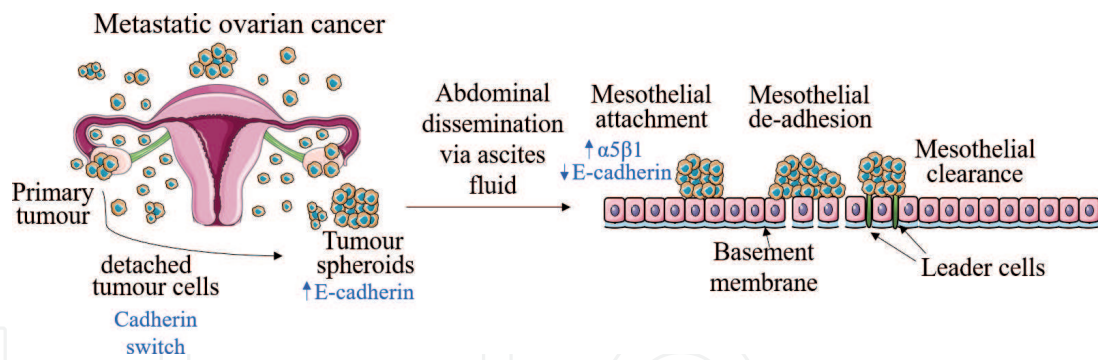 Metastatic ovarian cancer
Primary
tumour
detached
tumour cells
Cadherin
switch
Tumour
spheroids
↑E-cadherin
Abdominal
dissemination
via ascites
fluid
Mesothelial
attachment
↑α5β1
↓E-cadherin
Mesothelial
de-adhesion
Mesothelial
clearance
Basement
membrane
Leader cells